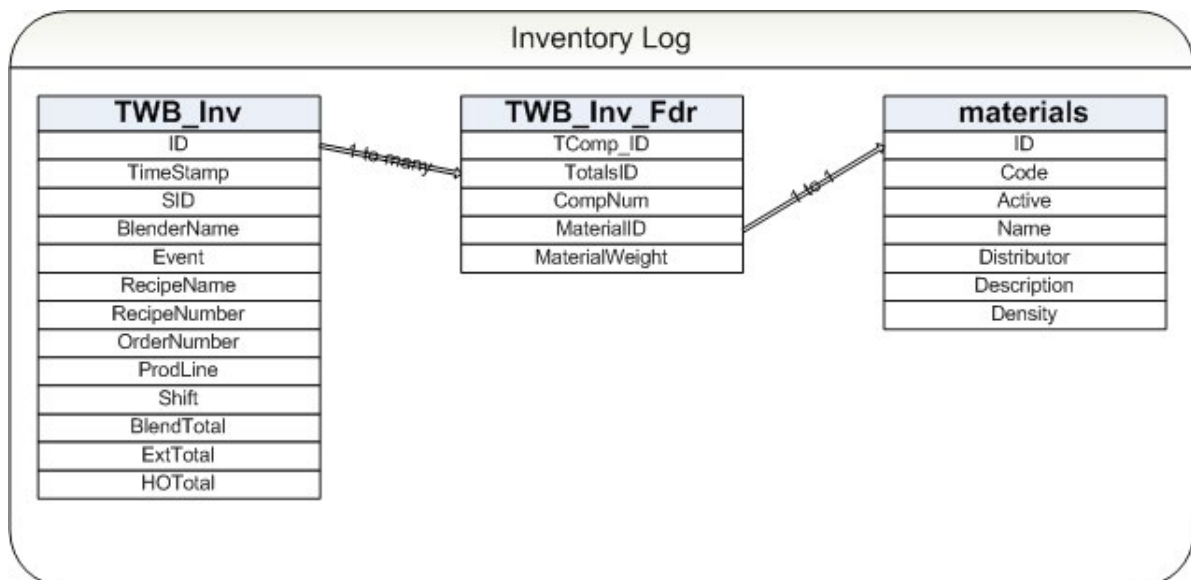 Inventory Log
TWB_Inv
ID
TimeStamp
SID
BlenderName
Event
RecipeName
RecipeNumber
OrderNumber
ProdLine
Shift
BlendTotal
ExtTotal
HOTotal
1 to many
TWB_Inv_Fdr
TComp_ID
TotalsID
CompNum
MaterialID
MaterialWeight
1 to 1
materials
ID
Code
Active
Name
Distributor
Description
Density